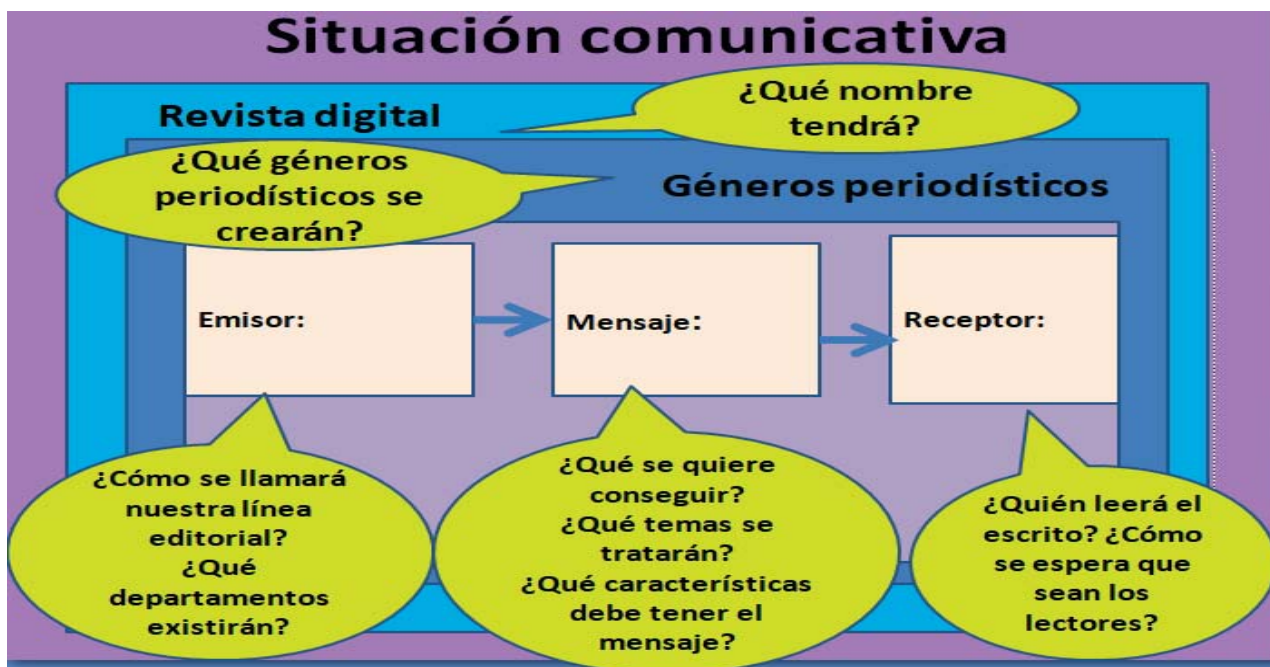 Situación comunicativa
Revista digital
¿Qué nombre
tendrá?
¿Qué géneros
periodísticos se
crearán?
Géneros periodísticos
Emisor:
Mensaje:
Receptor:
¿Cómo se llamará
nuestra línea
editorial?
¿Qué
departamentos
existirán?
¿Qué se quiere
conseguir?
¿Qué temas se
tratarán?
¿Qué características
debe tener el
mensaje?
¿Quién leerá el
escrito? ¿Cómo
se espera que
sean los
lectores?